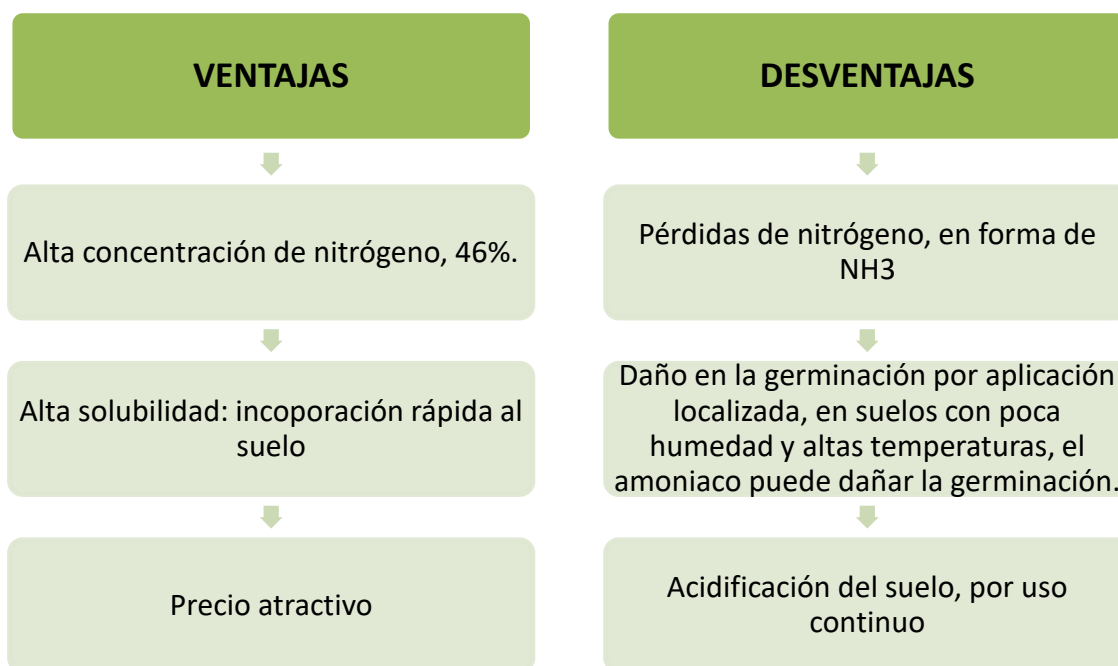 VENTAJAS
Alta concentración de nitrógeno, 46%.
Alta solubilidad: incoporación rápida al
suelo
Precio atractivo
DESVENTAJAS
Pérdidas de nitrógeno, en forma de
NH3
Daño en la germinación por aplicación
localizada, en suelos con poca
humedad y altas temperaturas, el
amoniaco puede dañar la germinación.
Acidificación del suelo, por uso
continuo